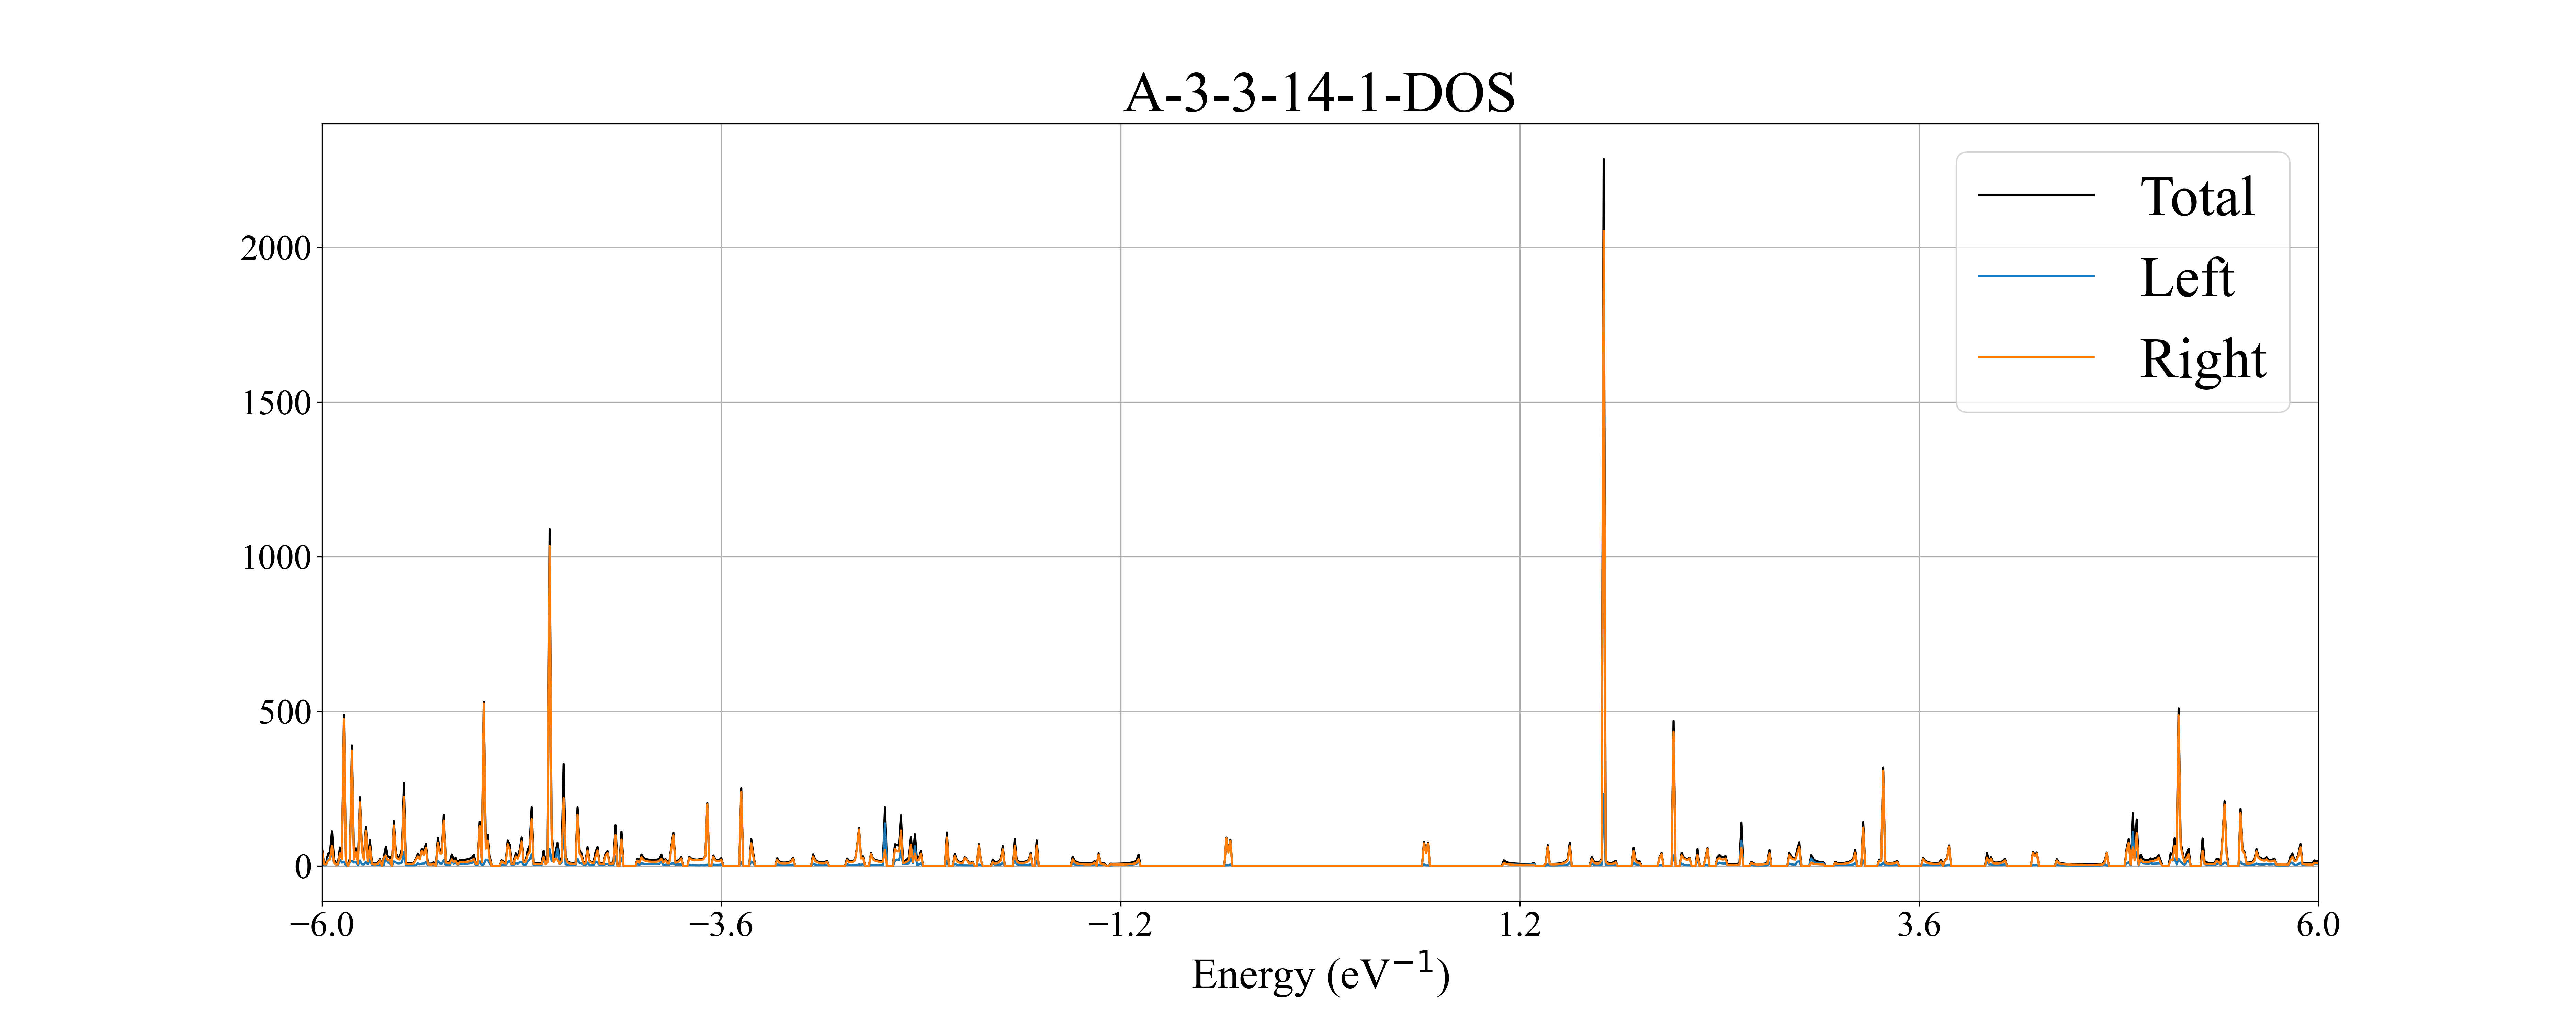 A-3-3-14-1-DOS
Total
Left
Right
2000
1500
1000
500
0
−6.0 −3.6 −1.2 1.2 3.6 6.0
Energy (eV⁻¹)